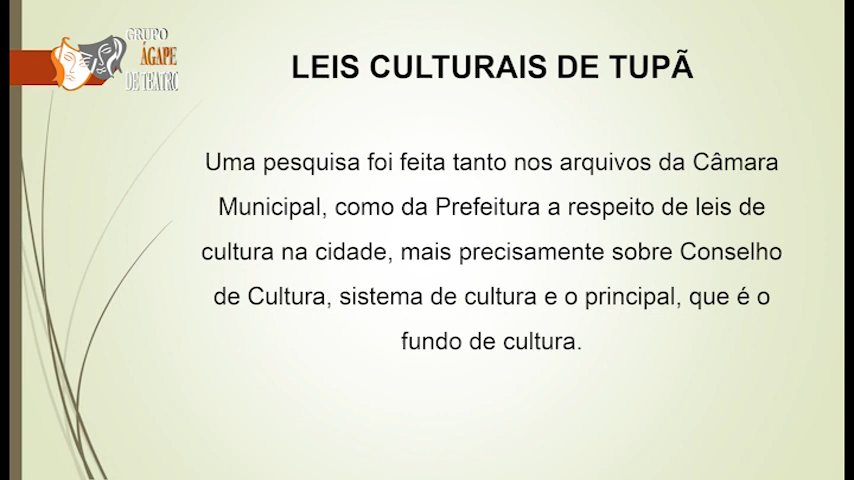 GRUPO
ÁGAPE
DE TEATRO
LEIS CULTURAIS DE TUPÃ
Uma pesquisa foi feita tanto nos arquivos da Câmara
Municipal, como da Prefeitura a respeito de leis de
cultura na cidade, mais precisamente sobre Conselho
de Cultura, sistema de cultura e o principal, que é o
fundo de cultura.